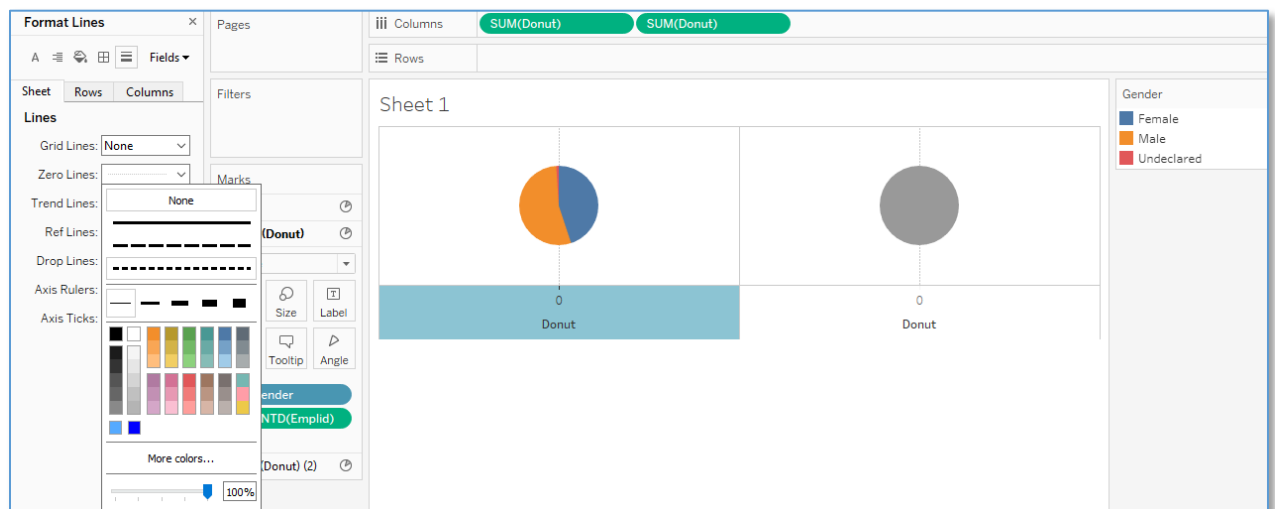 Format Lines ×
A Fields
Sheet Rows Columns
Lines
Grid Lines: None
Zero Lines:
Trend Lines:
Ref Lines:
Drop Lines:
Axis Rulers:
Axis Ticks:
None
More colors...
100%
Pages
Filters
Marks
(Donut)
Size
T
Label
Tooltip
Angle
ender
NTD(Emplid)
(Donut) (2)
iii Columns SUM(Donut) SUM(Donut)
Rows
Sheet 1
0
Donut
0
Donut
Gender
Female
Male
Undeclared